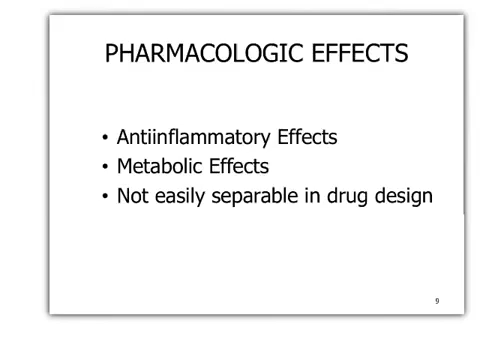 PHARMACOLOGIC EFFECTS
• Antiinflammatory Effects
• Metabolic Effects
• Not easily separable in drug design
9